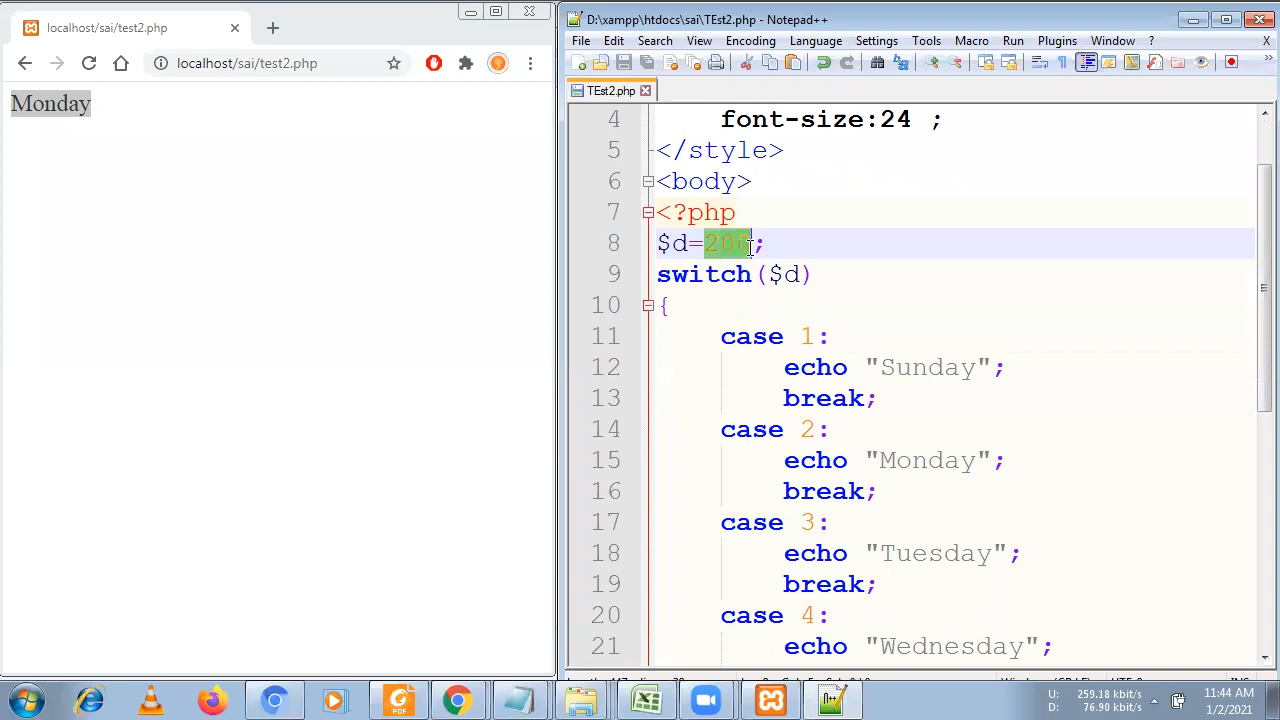 localhost/sai/test2.php
localhost/sai/test2.php
Monday
D:\xampp\htdocs\sai\TEst2.php - Notepad++
File Edit Search View Encoding Language Settings Tools Macro Run Plugins Window ? X
TEst2.php
4 font-size:24 ;
5 </style>
6 <body>
7 <?php
8 $d=200;
9 switch($d)
10 {
11 case 1:
12 echo "Sunday";
13 break;
14 case 2:
15 echo "Monday";
16 break;
17 case 3:
18 echo "Tuesday";
19 break;
20 case 4:
21 echo "Wednesday";
U: 259.18 kbit/s
D: 76.90 kbit/s
11:44 AM
1/2/2021